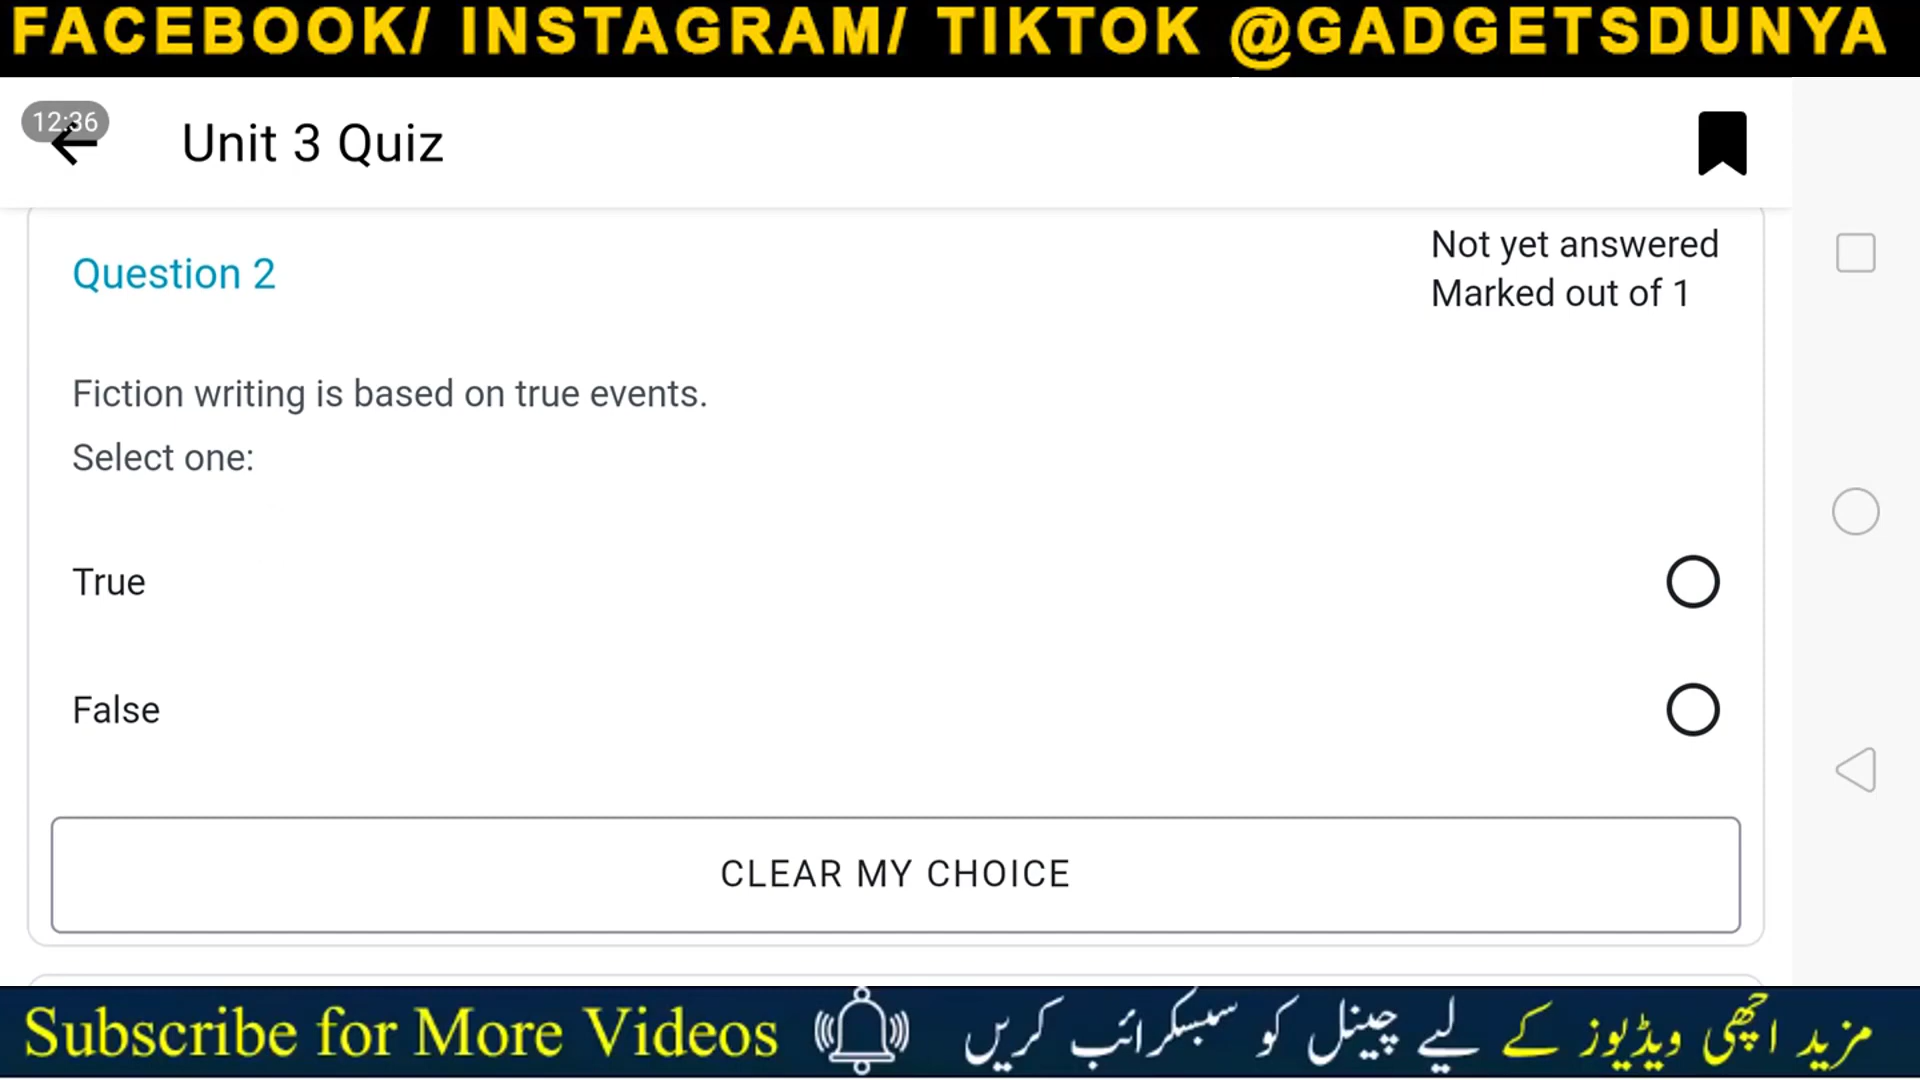 FACEBOOK/ INSTAGRAM/ TIKTOK @GADGETSDUNYA
12:36
Unit 3 Quiz
Question 2
Not yet answered
Marked out of 1
Fiction writing is based on true events.
Select one:
True
False
CLEAR MY CHOICE
Subscribe for More Videos
مزید اچھی ویڈیوز کے لیے چینل کو سبسکرائب کریں